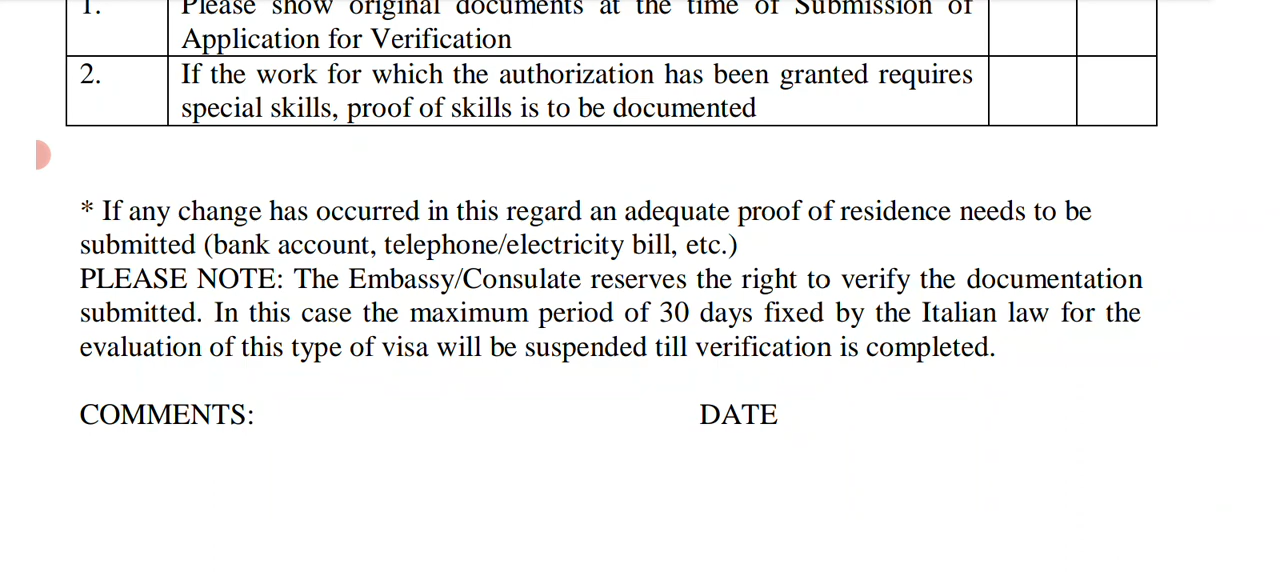 1. Please show original documents at the time of Submission of
Application for Verification
2. If the work for which the authorization has been granted requires
special skills, proof of skills is to be documented
* If any change has occurred in this regard an adequate proof of residence needs to be
submitted (bank account, telephone/electricity bill, etc.)
PLEASE NOTE: The Embassy/Consulate reserves the right to verify the documentation
submitted. In this case the maximum period of 30 days fixed by the Italian law for the
evaluation of this type of visa will be suspended till verification is completed.
COMMENTS: DATE